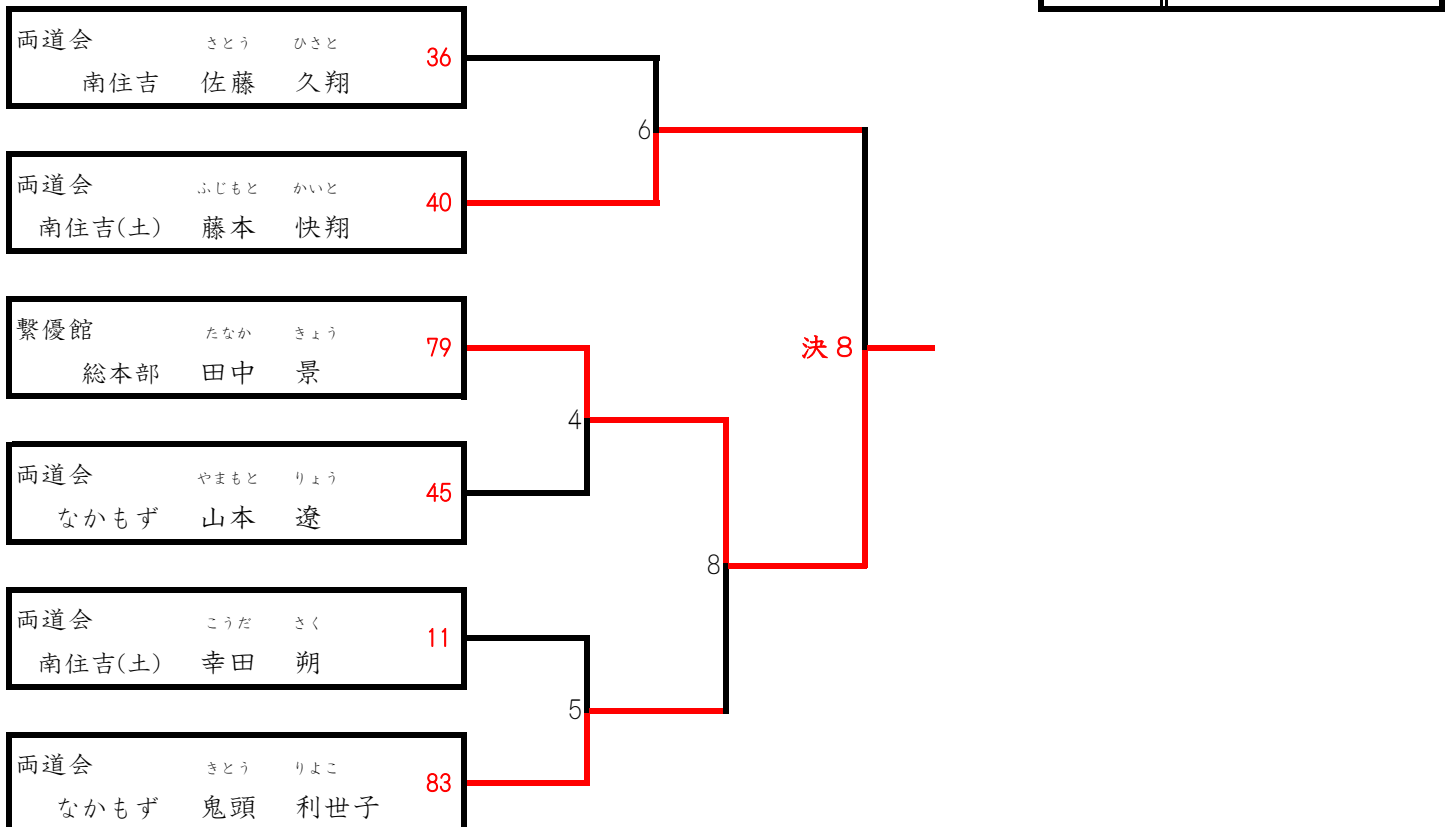 両道会 さとう ひさと
36
南住吉 佐藤 久翔
6
両道会 ふじもと かいと
40
南住吉(土) 藤本 快翔
繋優館 たなか きょう
79
決8
総本部 田中 景
4
両道会 やまもと りょう
45
なかもず 山本 遼
8
両道会 こうだ さく
11
南住吉(土) 幸田 朔
5
両道会 きとう りよこ
83
なかもず 鬼頭 利世子